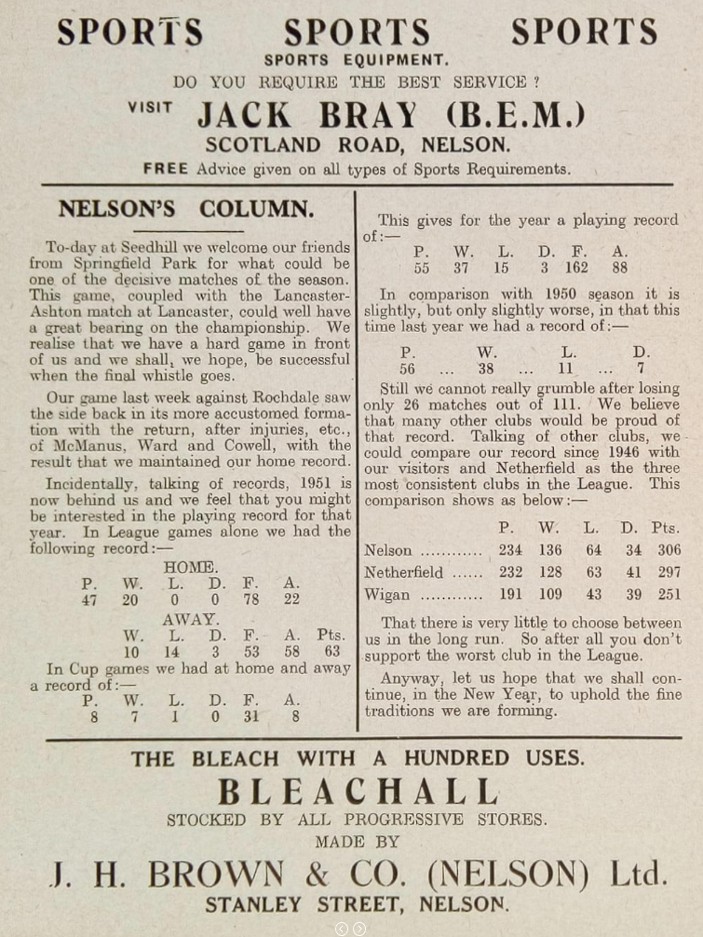 SPORTS SPORTS SPORTS
SPORTS EQUIPMENT.
DO YOU REQUIRE THE BEST SERVICE ?
VISIT JACK BRAY (B.E.M.)
SCOTLAND ROAD, NELSON.
FREE Advice given on all types of Sports Requirements.
NELSON'S COLUMN.
To-day at Seedhill we welcome our friends
from Springfield Park for what could be
one of the decisive matches of the season.
This game, coupled with the Lancaster-
Ashton match at Lancaster, could well have
a great bearing on the championship. We
realise that we have a hard game in front
of us and we shall, we hope, be successful
when the final whistle goes.
Our game last week against Rochdale saw
the side back in its more accustomed forma-
tion with the return, after injuries, etc.,
of McManus, Ward and Cowell, with the
result that we maintained our home record.
Incidentally, talking of records, 1951 is
now behind us and we feel that you might
be interested in the playing record for that
year. In League games alone we had the
following record:—
HOME.
P. W. L. D. F. A.
47 20 0 0 78 22
AWAY.
W. L. D. F. A. Pts.
10 14 3 53 58 63
In Cup games we had at home and away
a record of:—
P. W. L. D. F. A.
8 7 1 0 31 8
This gives for the year a playing record
of:—
P. W. L. D. F. A.
55 37 15 3 162 88
In comparison with 1950 season it is
slightly, but only slightly worse, in that this
time last year we had a record of:—
P. W. L. D.
56 ... 38 ... 11 ... 7
Still we cannot really grumble after losing
only 26 matches out of 111. We believe
that many other clubs would be proud of
that record. Talking of other clubs, we
could compare our record since 1946 with
our visitors and Netherfield as the three
most consistent clubs in the League. This
comparison shows as below:—
P. W. L. D. Pts.
Nelson ............ 234 136 64 34 306
Netherfield ...... 232 128 63 41 297
Wigan ............ 191 109 43 39 251
That there is very little to choose between
us in the long run. So after all you don't
support the worst club in the League.
Anyway, let us hope that we shall con-
tinue, in the New Year, to uphold the fine
traditions we are forming.
THE BLEACH WITH A HUNDRED USES.
BLEACHALL
STOCKED BY ALL PROGRESSIVE STORES.
MADE BY
J. H. BROWN & CO. (NELSON) Ltd.
STANLEY STREET, NELSON.